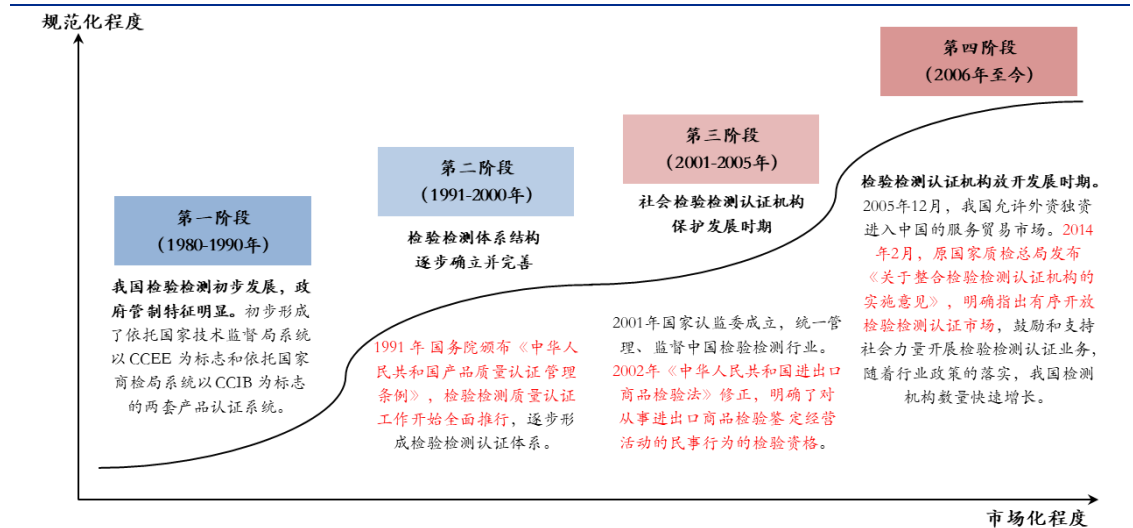 规范化程度
第一阶段
（1980-1990年）
我国检验检测初步发展，政
府管制特征明显。初步形成
了依托国家技术监督局系统
以CCEE 为标志和依托国家
商检局系统以CCIB 为标志
的两套产品认证系统。
第二阶段
（1991-2000年）
检验检测体系结构
逐步确立并完善
1991 年 国务院颁布《中华人
民共和国产品质量认证管理
条例》，检验检测质量认证
工作开始全面推行，逐步形
成检验检测认证体系。
第三阶段
（2001-2005年）
社会检验检测认证机构
保护发展时期
2001年国家认监委成立，统一管
理、监督中国检验检测行业。
2002年《中华人民共和国进出口
商品检验法》修正，明确了对
从事进出口商品检验鉴定经营
活动的民事行为的检验资格。
第四阶段
（2006年至今）
检验检测认证机构放开发展时期。
2005年12月，我国允许外资独资
进入中国的服务贸易市场。2014
年2月，原国家质检总局发布
《关于整合检验检测认证机构的
实施意见》，明确指出有序开放
检验检测认证市场，鼓励和支持
社会力量开展检验检测认证业务，
随着行业政策的落实，我国检测
机构数量快速增长。
市场化程度